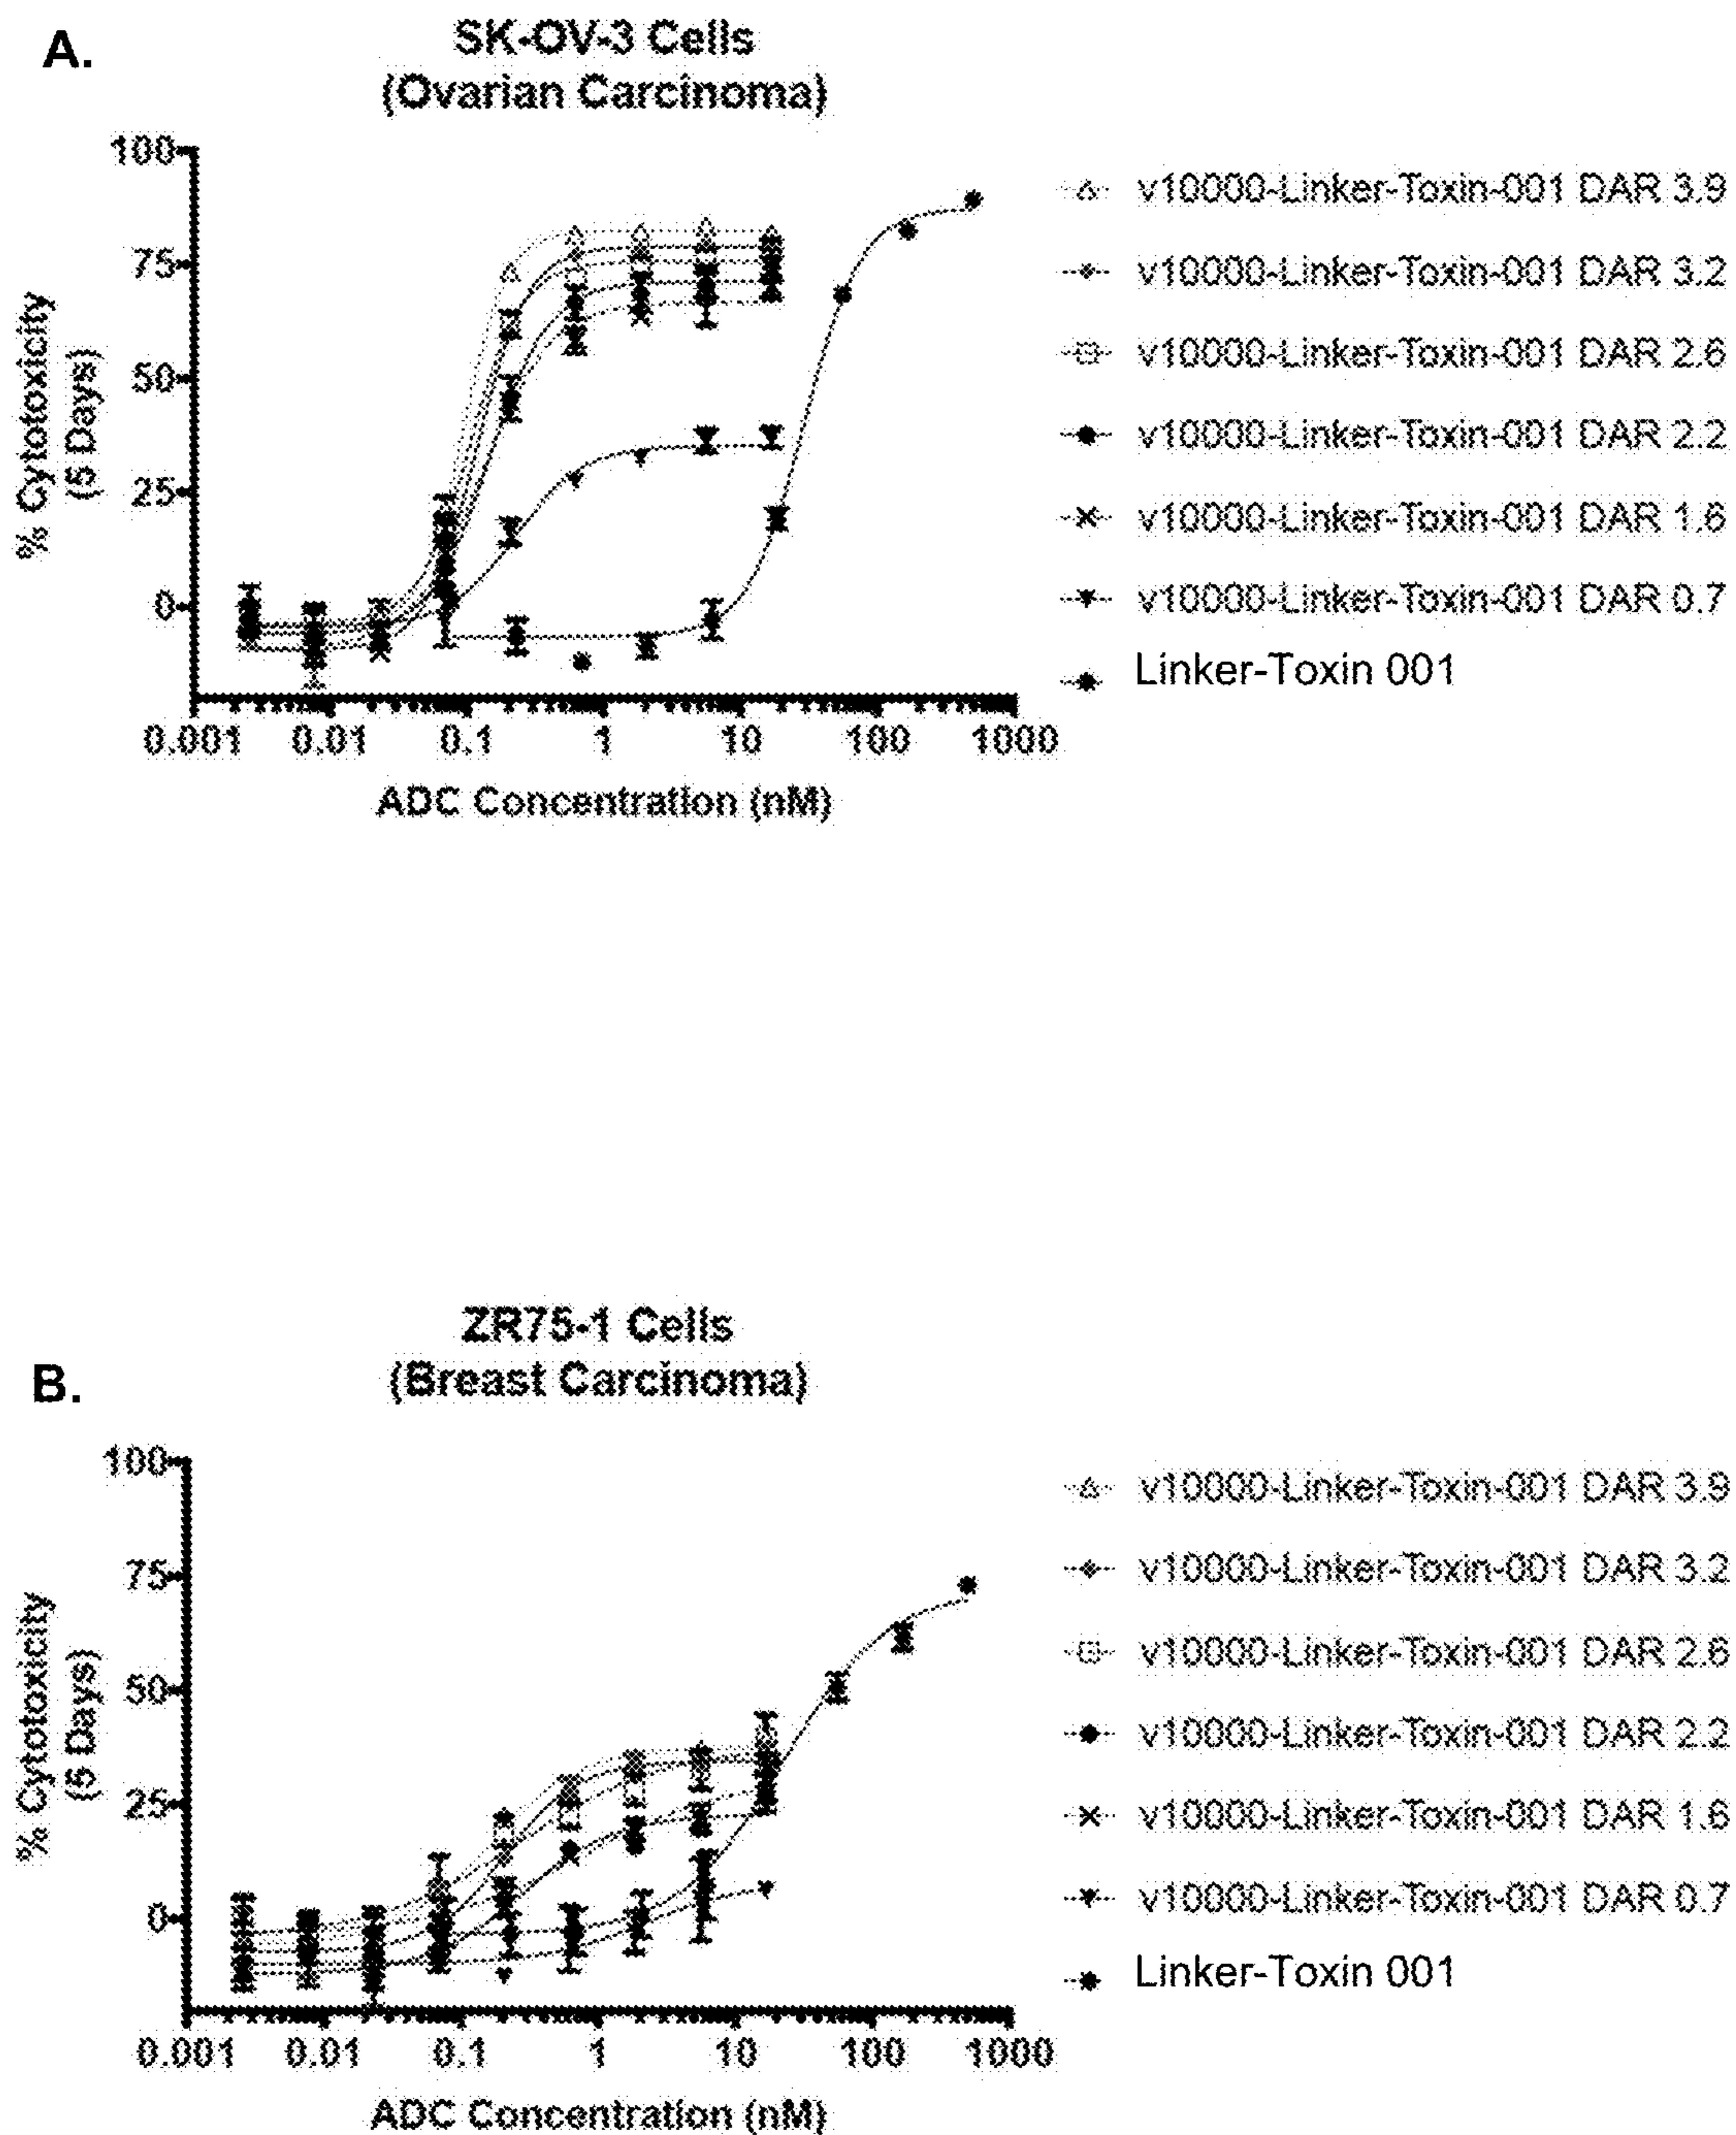 A.
SK-OV-3 Cells
(Ovarian Carcinoma)
% Cytotoxicity
(5 Days)
100
75
50
25
0
0.001 0.01 0.1 1 10 100 1000
ADC Concentration (nM)
v10000-Linker-Toxin-001 DAR 3.9
v10000-Linker-Toxin-001 DAR 3.2
v10000-Linker-Toxin-001 DAR 2.6
v10000-Linker-Toxin-001 DAR 2.2
v10000-Linker-Toxin-001 DAR 1.6
v10000-Linker-Toxin-001 DAR 0.7
Linker-Toxin 001
B.
ZR75-1 Cells
(Breast Carcinoma)
% Cytotoxicity
(5 Days)
100
75
50
25
0
0.001 0.01 0.1 1 10 100 1000
ADC Concentration (nM)
v10000-Linker-Toxin-001 DAR 3.9
v10000-Linker-Toxin-001 DAR 3.2
v10000-Linker-Toxin-001 DAR 2.6
v10000-Linker-Toxin-001 DAR 2.2
v10000-Linker-Toxin-001 DAR 1.6
v10000-Linker-Toxin-001 DAR 0.7
Linker-Toxin 001